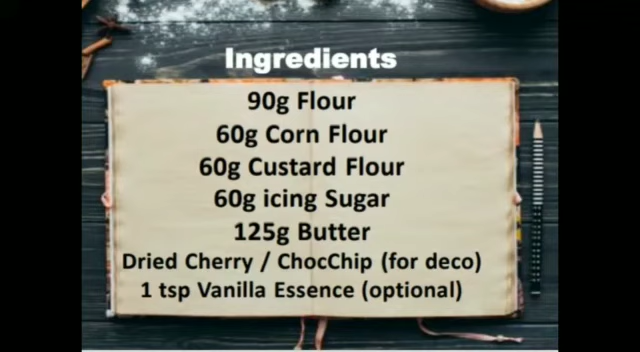 Ingredients
90g Flour
60g Corn Flour
60g Custard Flour
60g icing Sugar
125g Butter
Dried Cherry / ChocChip (for deco)
1 tsp Vanilla Essence (optional)